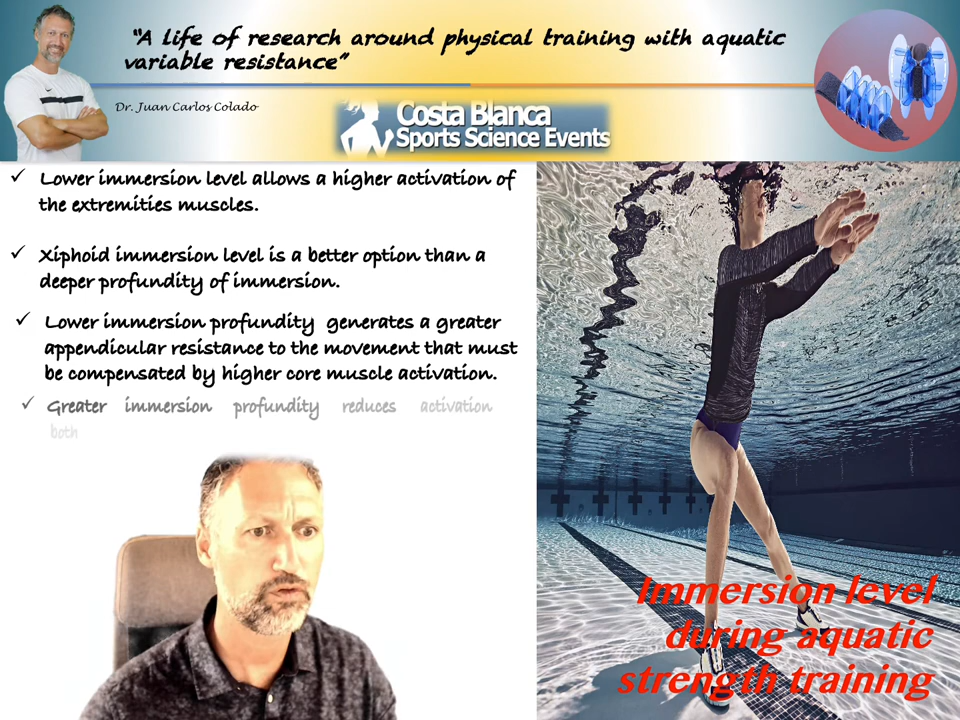 "A life of research around physical training with aquatic
variable resistance"
Dr. Juan Carlos Colado
Costa Blanca
Sports Science Events
✓ Lower immersion level allows a higher activation of
the extremities muscles.
✓ Xiphoid immersion level is a better option than a
deeper profundity of immersion.
✓ Lower immersion profundity generates a greater
appendicular resistance to the movement that must
be compensated by higher core muscle activation.
✓ Greater immersion profundity reduces activation
both
Immersion level
during aquatic
strength training